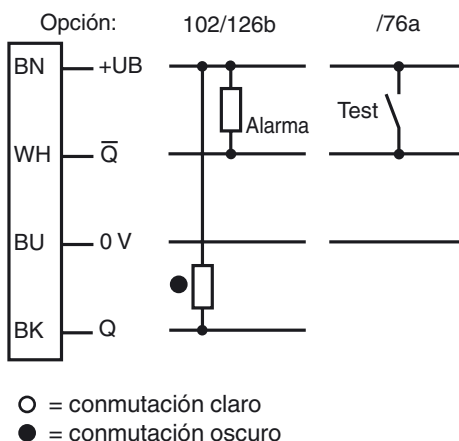 Opción: 102/126b /76a
BN +UB
Alarma Test
WH Q̅
BU 0 V
BK Q
= conmutación claro
= conmutación oscuro